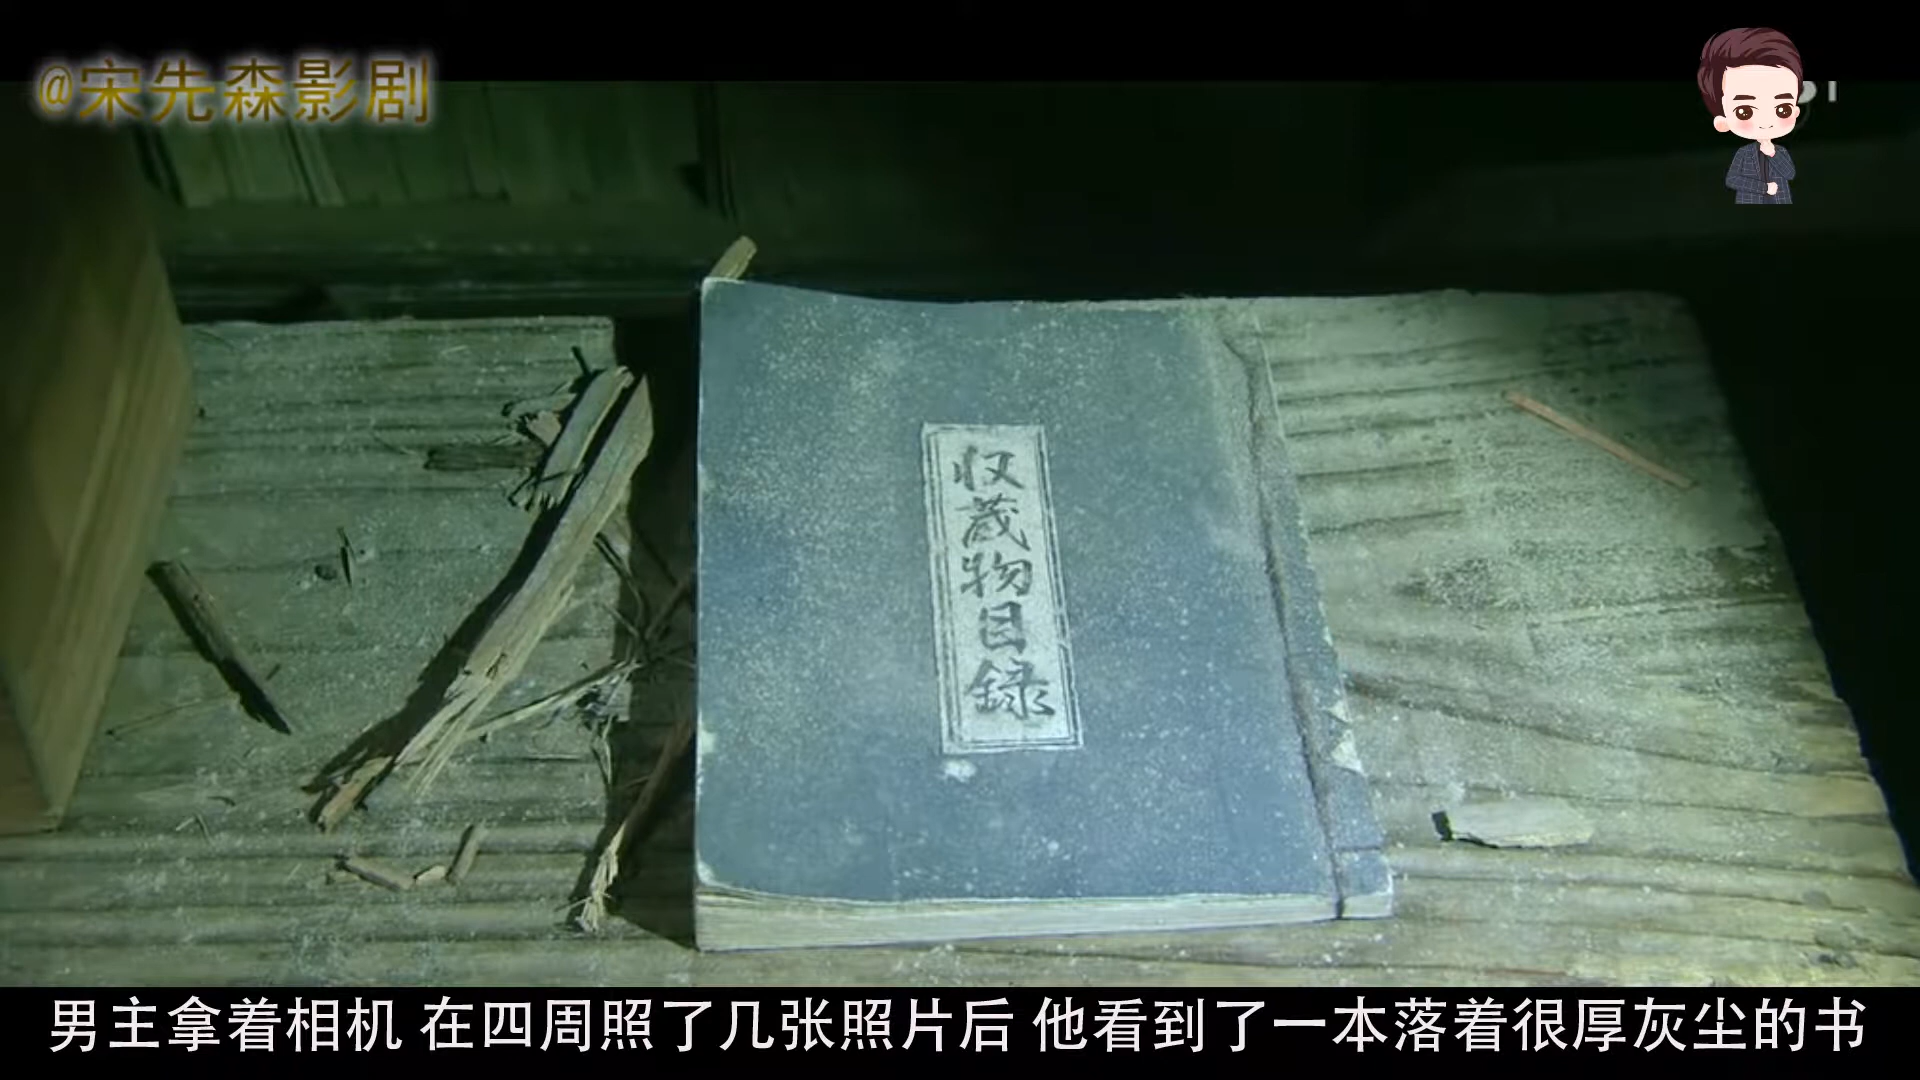 @宋先森影剧
収蔵物目録
男主拿着相机 在四周照了几张照片后 他看到了一本落着很厚灰尘的书